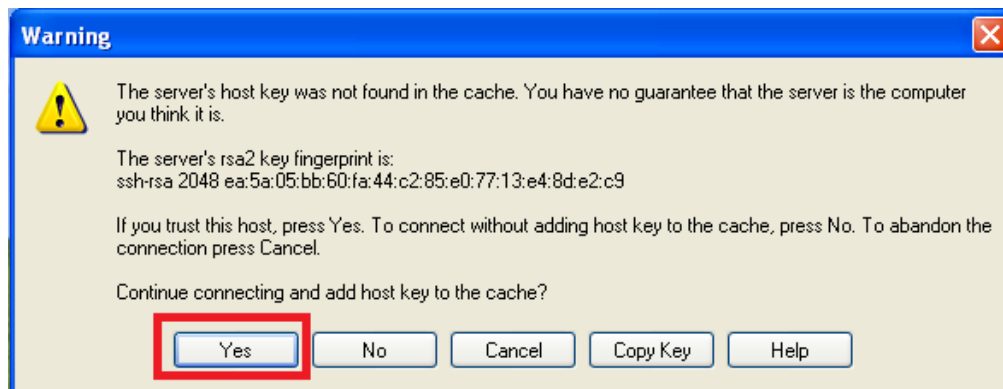 Warning
The server's host key was not found in the cache. You have no guarantee that the server is the computer
you think it is.
The server's rsa2 key fingerprint is:
ssh-rsa 2048 ea:5a:05:bb:60:fa:44:c2:85:e0:77:13:e4:8d:e2:c9
If you trust this host, press Yes. To connect without adding host key to the cache, press No. To abandon the
connection press Cancel.
Continue connecting and add host key to the cache?
Yes No Cancel Copy Key Help